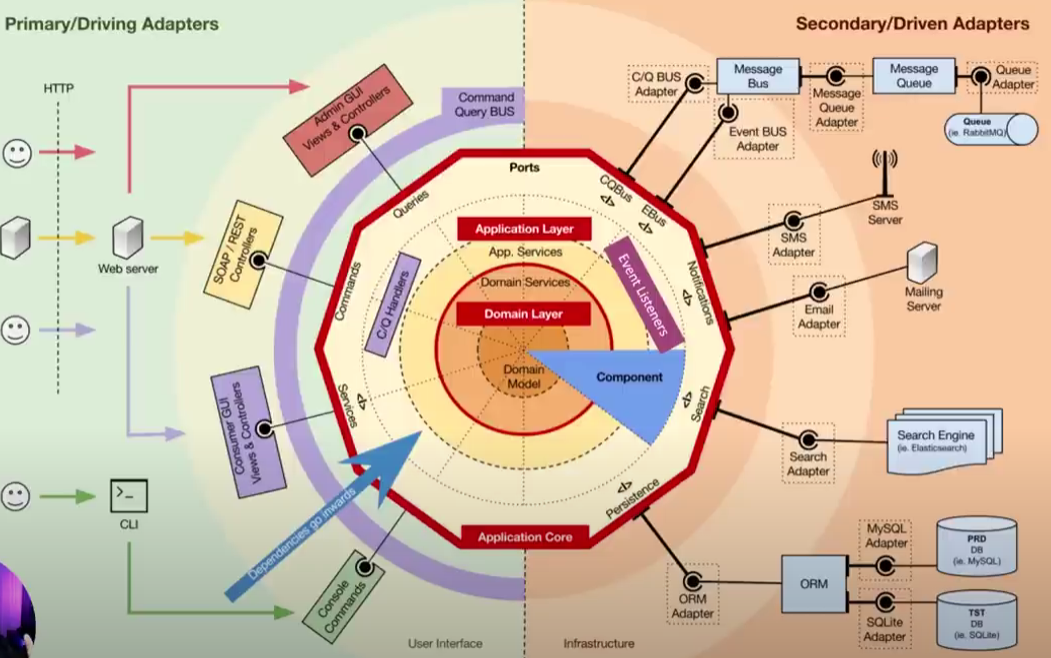 Primary/Driving Adapters
Secondary/Driven Adapters
HTTP
Web server
>_
CLI
Admin GUI
Views & Controllers
SOAP / REST
Controllers
Consumer GUI
Views & Controllers
Console
Commands
Command
Query BUS
Ports
Queries
Commands
Services
C/Q Handlers
Application Layer
App. Services
Domain Services
Domain Layer
Domain
Model
Component
Event Listeners
CQBus
</>
EBus
</>
Notifications
</>
Search
</>
Persistence
</>
</>
Application Core
Dependencies go inwards
User Interface
Infrastructure
C/Q BUS
Adapter
Message
Bus
Event BUS
Adapter
Message
Queue
Adapter
Message
Queue
Queue
Adapter
Queue
(ie. RabbitMQ)
SMS
Server
SMS
Adapter
Mailing
Server
Email
Adapter
Search
Adapter
Search Engine
(ie. Elasticsearch)
ORM
Adapter
ORM
MySQL
Adapter
PRD
DB
(ie. MySQL)
SQLite
Adapter
TST
DB
(ie. SQLite)